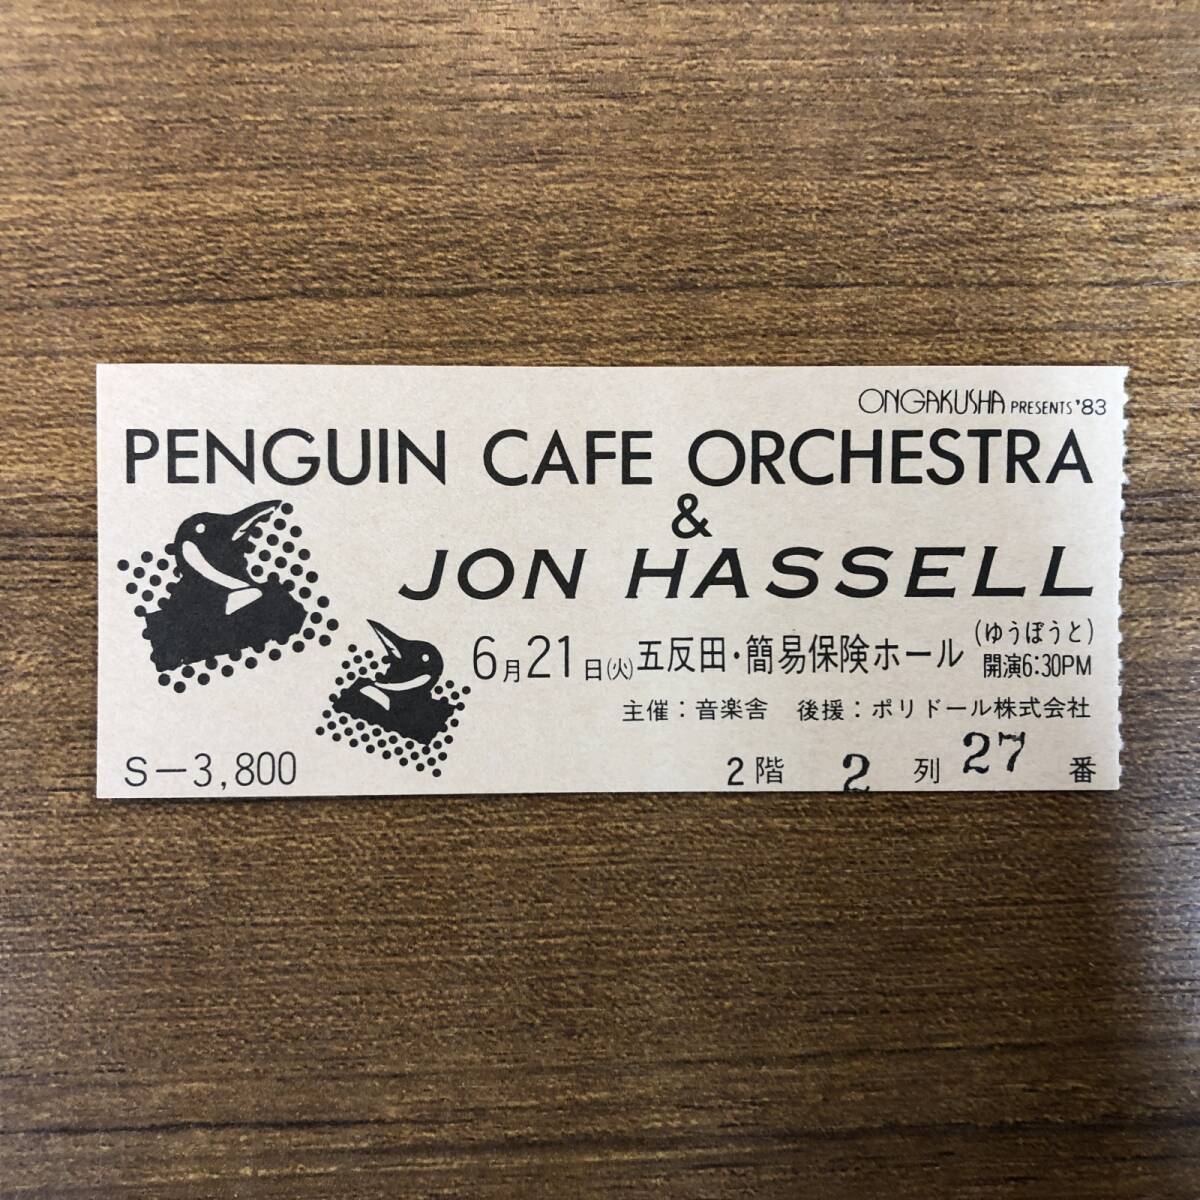 ONGAKUSHA PRESENTS '83
PENGUIN CAFE ORCHESTRA
&
JON HASSELL
6月21日(火) 五反田・簡易保険ホール (ゆうぽうと)
開演6:30PM
主催：音楽舎 後援：ポリドール株式会社
S－3,800
2階 2 列 27 番